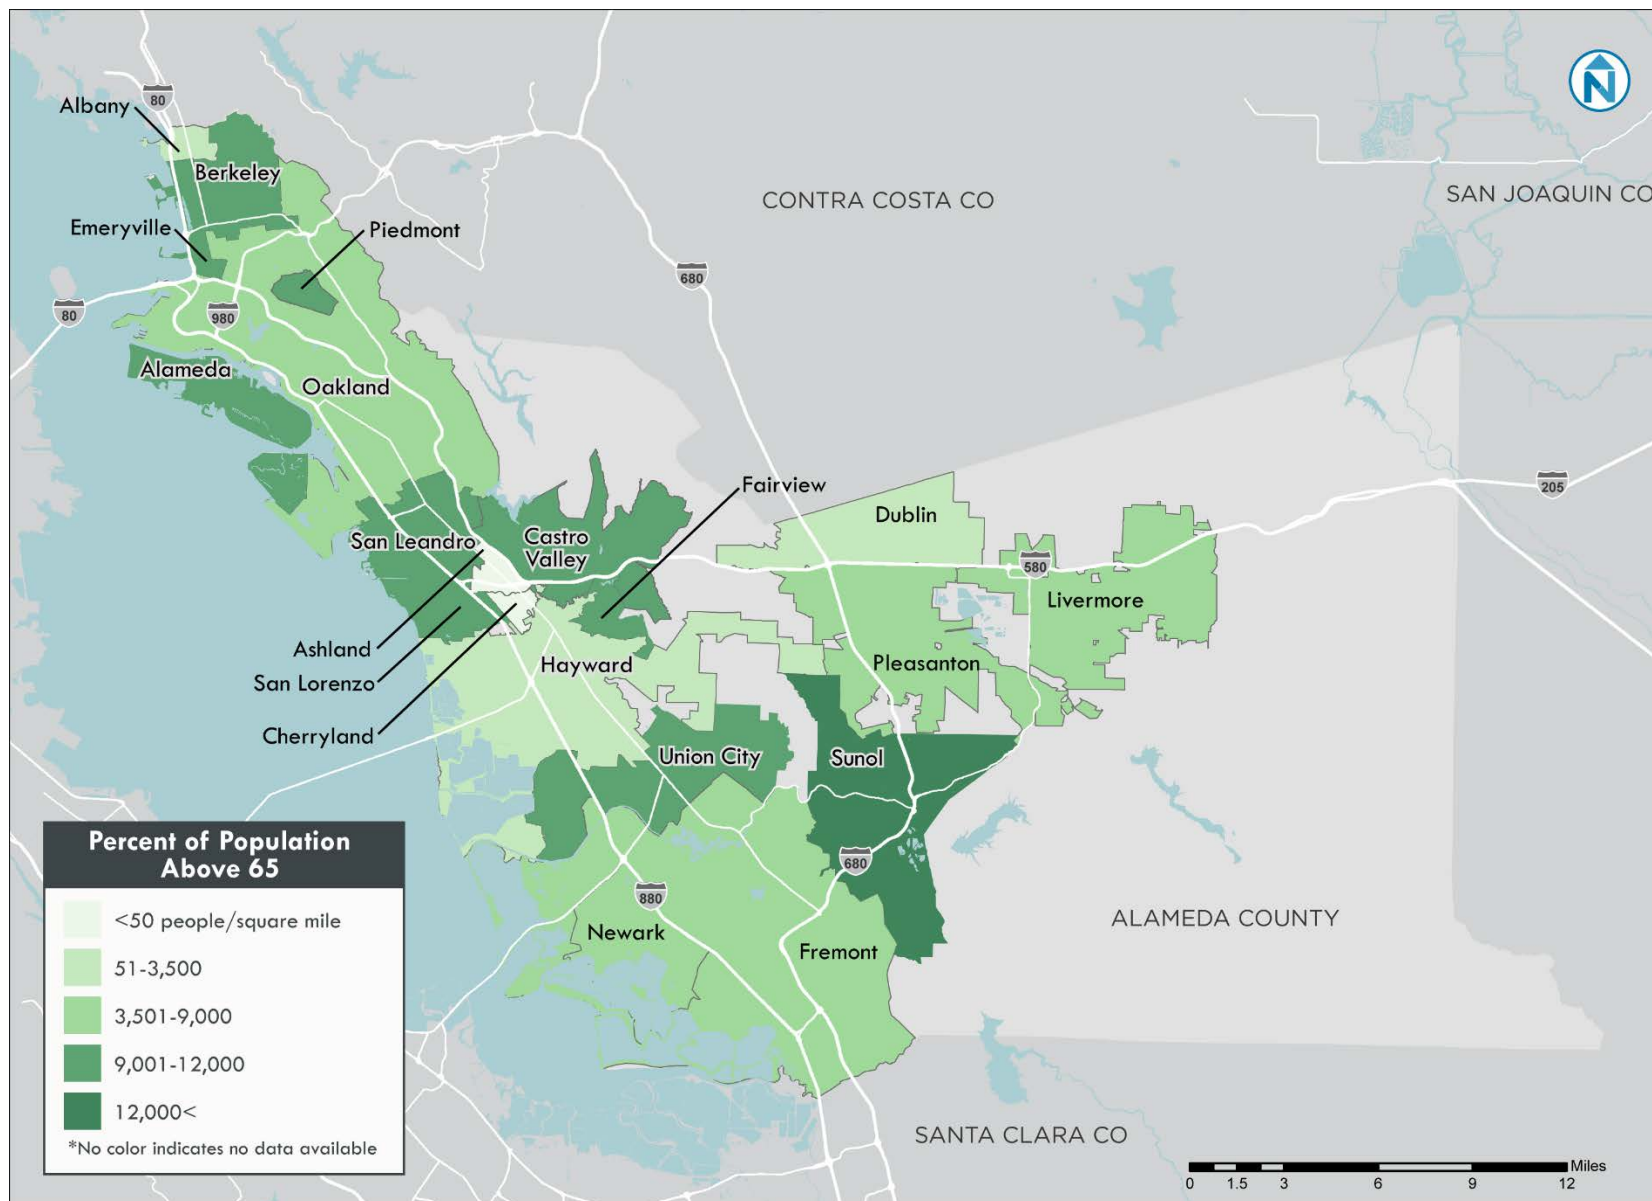 N
80
Albany
Berkeley
CONTRA COSTA CO
SAN JOAQUIN CO
Emeryville
Piedmont
680
80
980
Alameda
Oakland
Fairview
205
Dublin
San Leandro
Castro
Valley
580
Livermore
Ashland
San Lorenzo
Hayward
Pleasanton
Cherryland
Union City
Sunol
680
880
Newark
Fremont
ALAMEDA COUNTY
SANTA CLARA CO
Percent of Population
Above 65
<50 people/square mile
51-3,500
3,501-9,000
9,001-12,000
12,000<
*No color indicates no data available
Miles
0 1.5 3 6 9 12